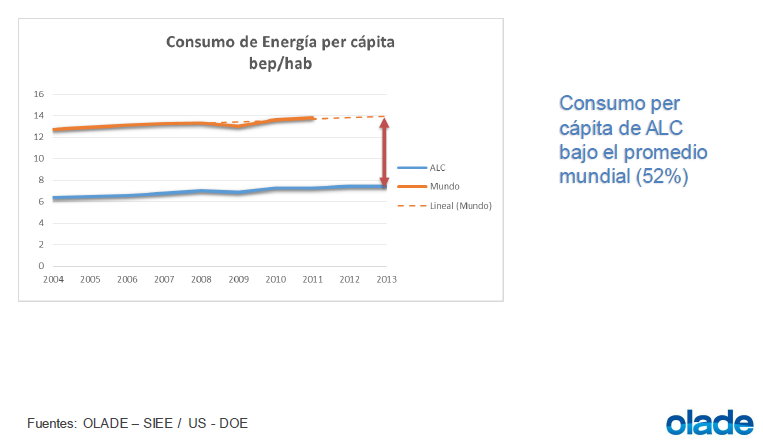 Consumo de Energía per cápita
bep/hab
16
14
12
10
8
6
4
2
0
2004 2005 2006 2007 2008 2009 2010 2011 2012 2013
ALC
Mundo
Lineal (Mundo)
Consumo per
cápita de ALC
bajo el promedio
mundial (52%)
Fuentes: OLADE – SIEE / US - DOE
olade